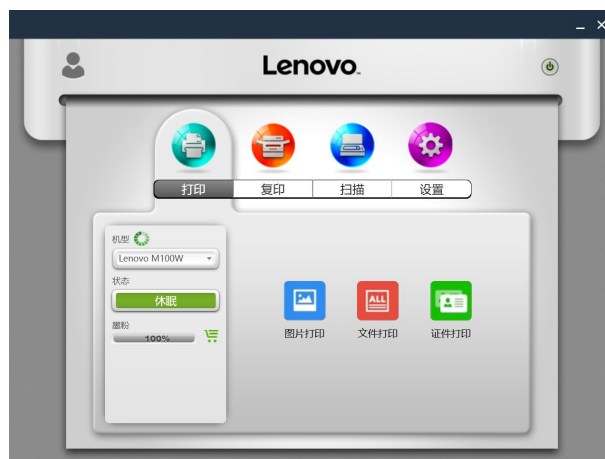 Lenovo
打印
复印
扫描
设置
机型
Lenovo M100W
状态
休眠
墨粉
100%
图片打印
ALL
文件打印
证件打印